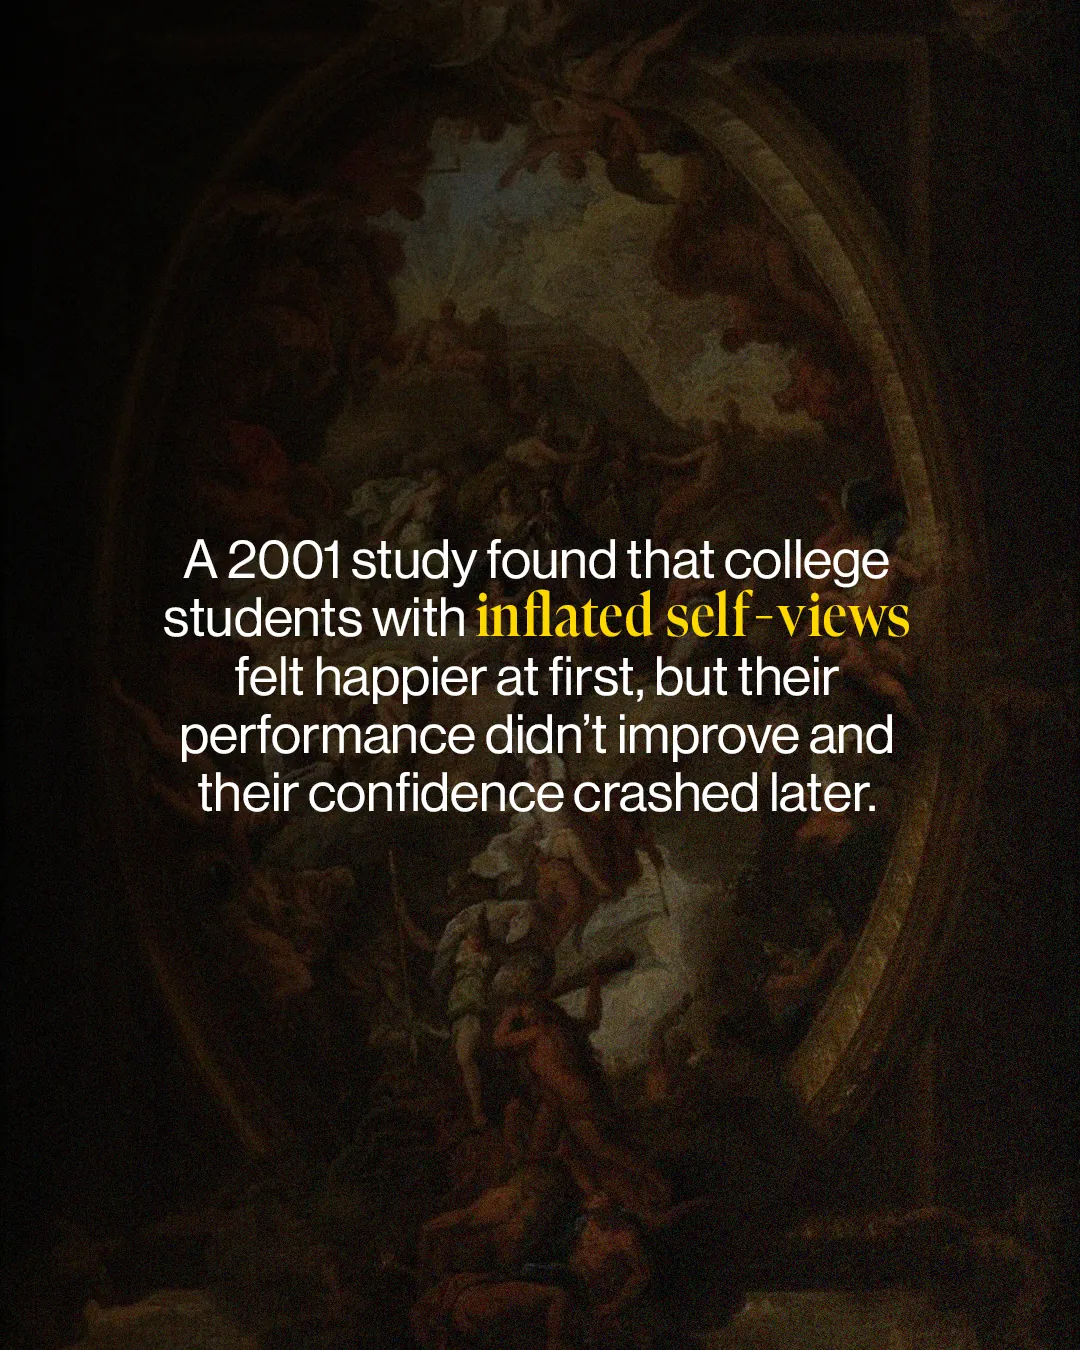 A 2001 study found that college
students with inflated self-views
felt happier at first, but their
performance didn’t improve and
their confidence crashed later.